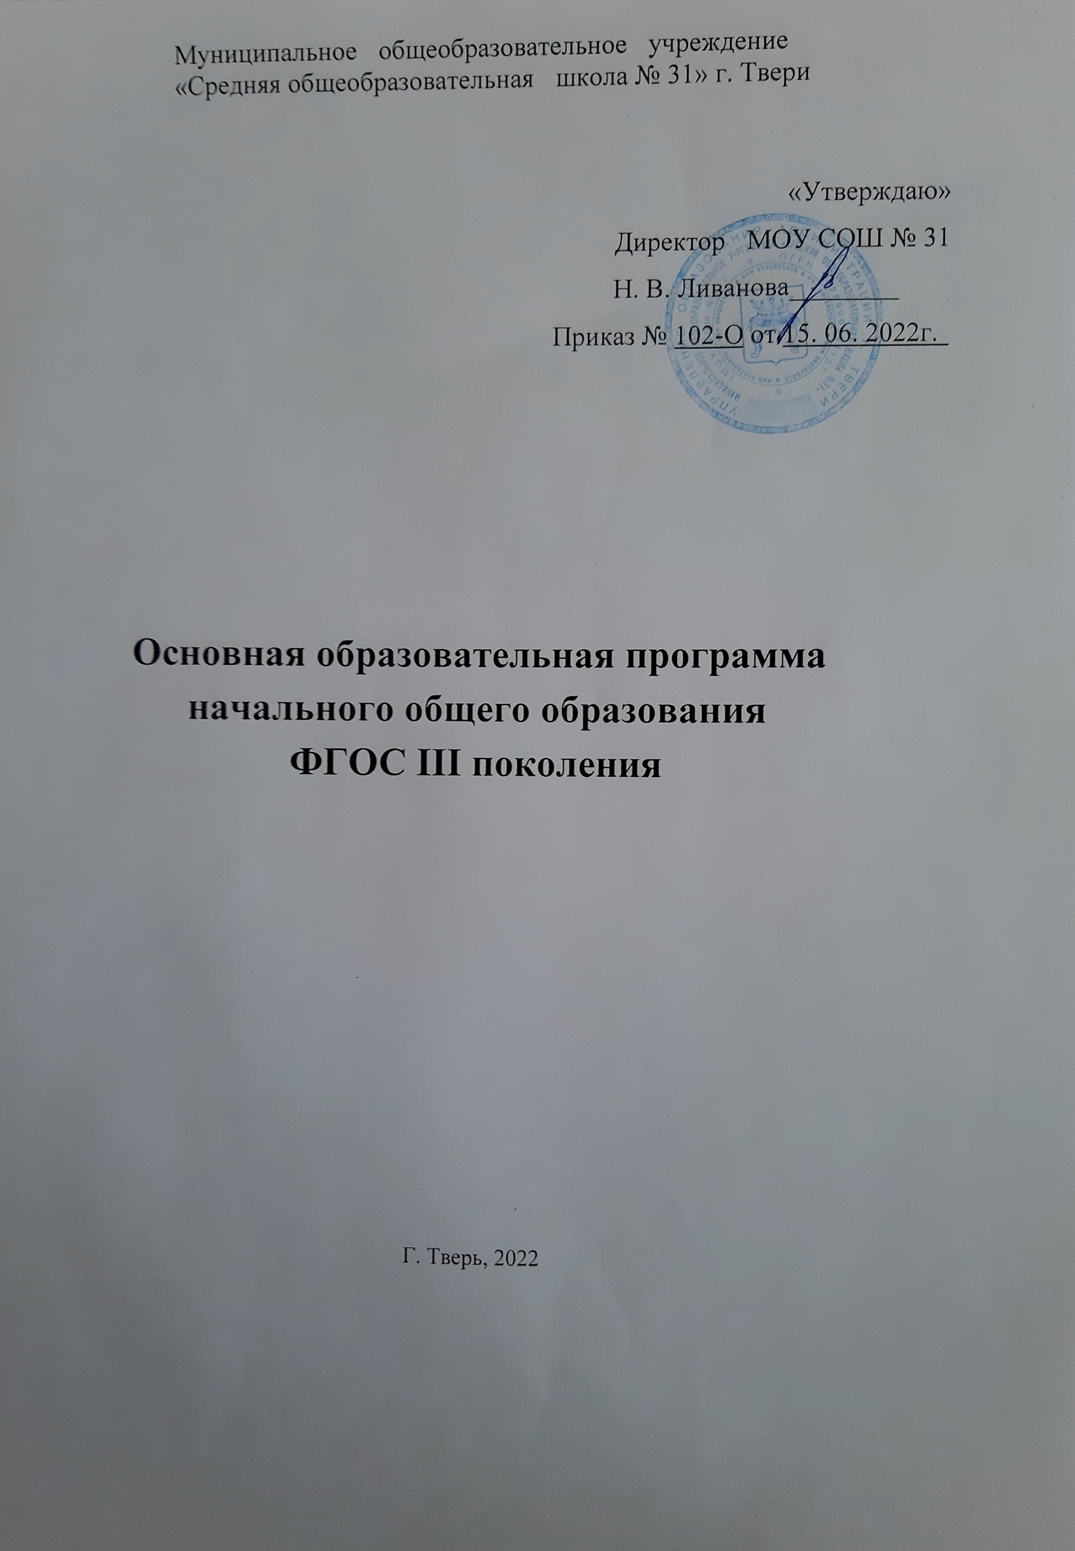 Муниципальное общеобразовательное учреждение
«Средняя общеобразовательная школа № 31» г. Твери
«Утверждаю»
Директор МОУ СОШ № 31
Н. В. Ливанова
Приказ № 102-О от 15. 06. 2022г.
Основная образовательная программа
начального общего образования
ФГОС III поколения
Г. Тверь, 2022